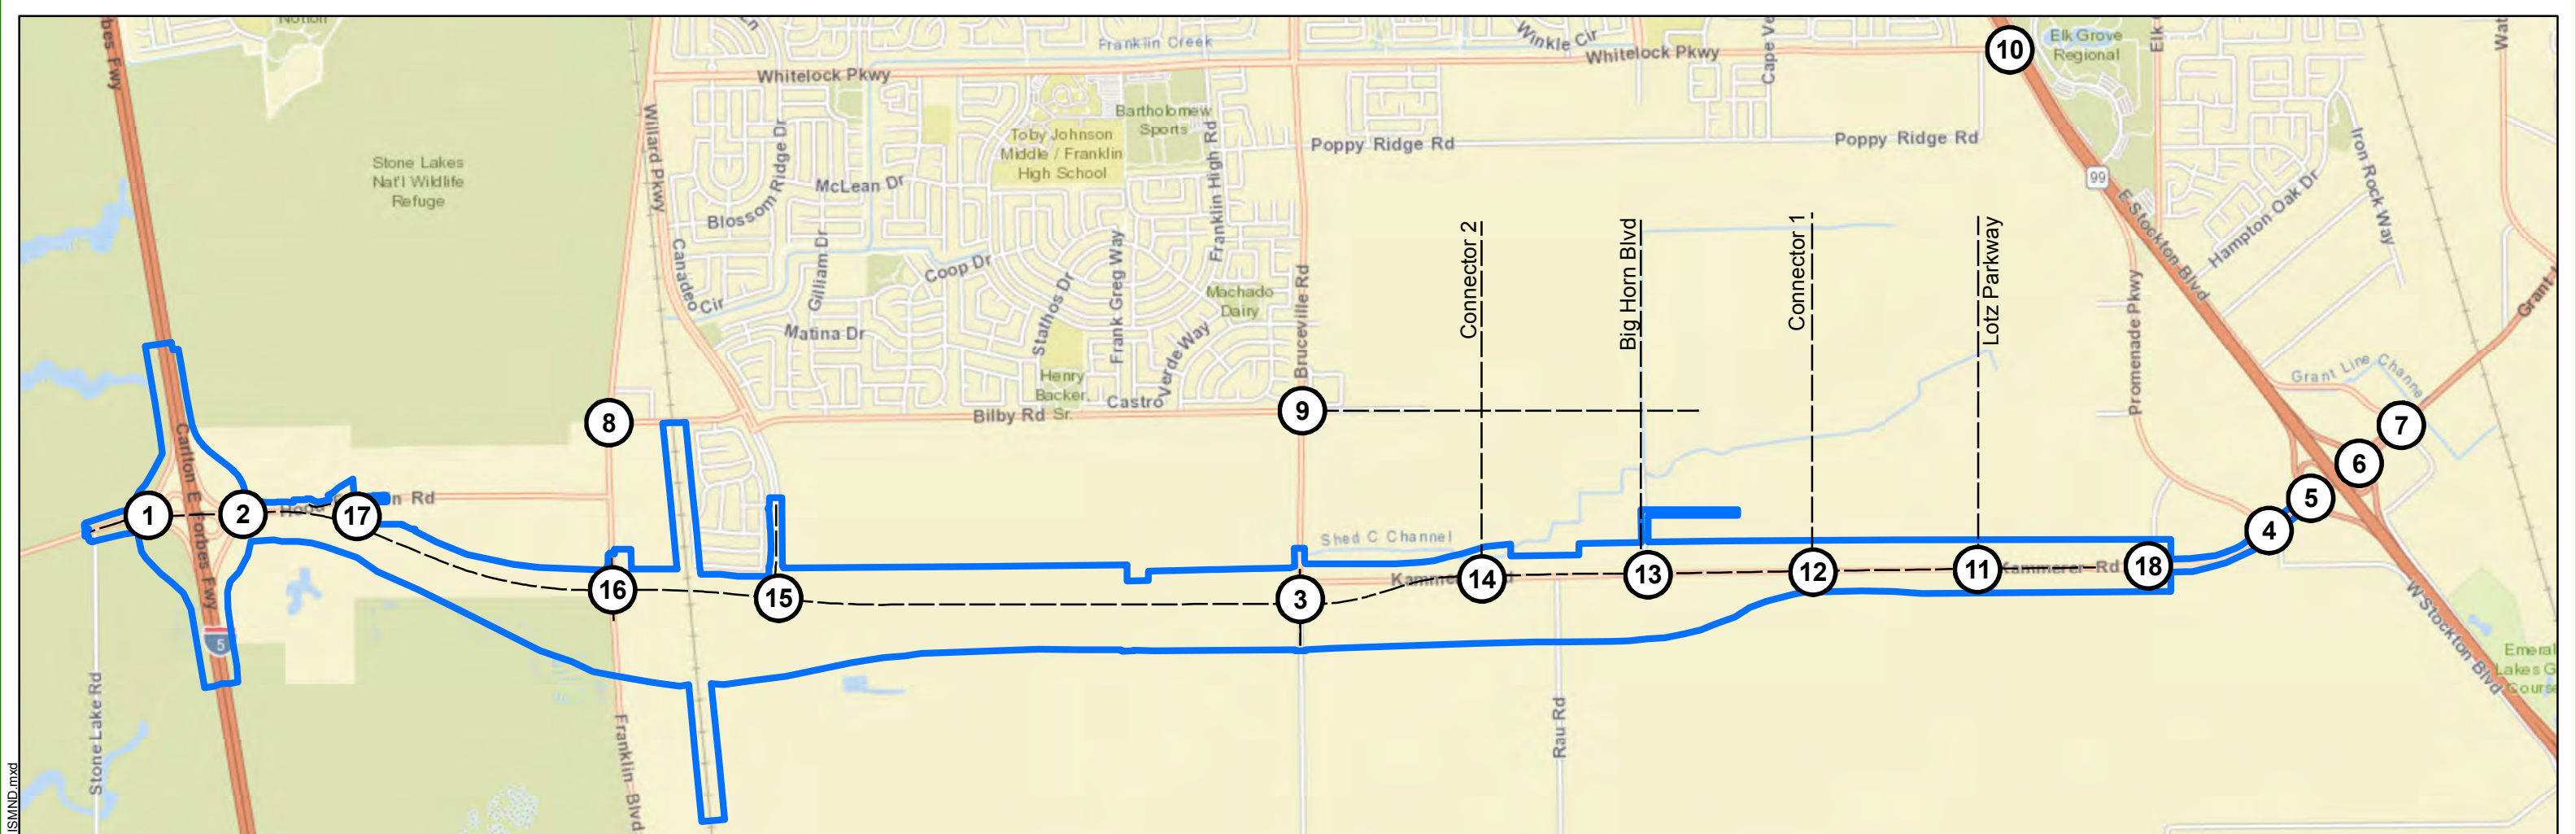 Franklin Creek
Winkle Cir
Whitelock Pkwy
Whitelock Pkwy
10
Elk Grove
Regional
Willard Pkwy
Bartholomew
Sports
Toby Johnson
Middle / Franklin
High School
Franklin High Rd
Poppy Ridge Rd
Poppy Ridge Rd
Stone Lakes
Nat'l Wildlife
Refuge
Blossom Ridge Dr
McLean Dr
99
E Stockton Blvd
Hampton Oak Dr
Iron Rock Way
Canadeo Cir
Gilliam Dr
Coop Dr
Stathos Dr
Frank Greg Way
Machado
Dairy
Bruceville Rd
Connector 2
Big Horn Blvd
Connector 1
Lotz Parkway
Promenade Pkwy
Matina Dr
Verde Way
Henry
Backer
Sr.
Castro
Bilby Rd
8
9
Grant Line Channel
Grant
7
6
5
4
Carlton E Forbes Fwy
1
2
17
n Rd
Shed C Channel
Kammerer Rd
14
13
12
11
18
16
15
3
5
Stone Lake Rd
Franklin Blvd
Rau Rd
W Stockton Blvd
Emeral
Lakes G
Course
ISMND.mxd